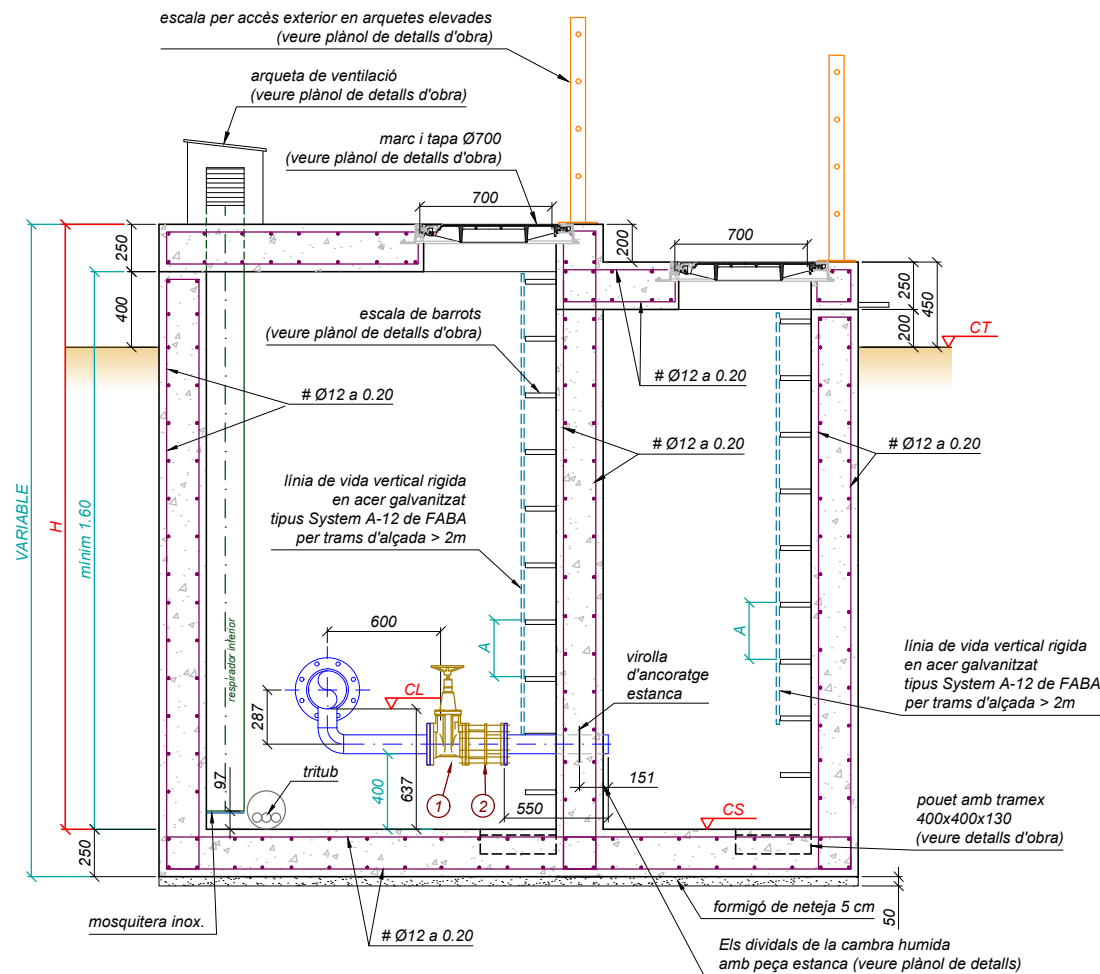 escala per accès exterior en arquetes elevades
(veure plànol de detalls d'obra)
arqueta de ventilació
(veure plànol de detalls d'obra)
marc i tapa Ø700
(veure plànol de detalls d'obra)
700
700
250
200
400
250
450
200
CT
escala de barrots
(veure plànol de detalls d'obra)
# Ø12 a 0.20
# Ø12 a 0.20
# Ø12 a 0.20
# Ø12 a 0.20
línia de vida vertical rigida
en acer galvanitzat
tipus System A-12 de FABA
per trams d'alçada > 2m
VARIABLE
H
mínim 1.60
respirador interior
600
A
A
virolla
d'ancoratge
estanca
línia de vida vertical rigida
en acer galvanitzat
tipus System A-12 de FABA
per trams d'alçada > 2m
CL
287
97
tritub
400
637
1
2
550
151
CS
pouet amb tramex
400x400x130
(veure detalls d'obra)
250
mosquitera inox.
# Ø12 a 0.20
formigó de neteja 5 cm
50
Els dividals de la cambra humida
amb peça estanca (veure plànol de detalls)